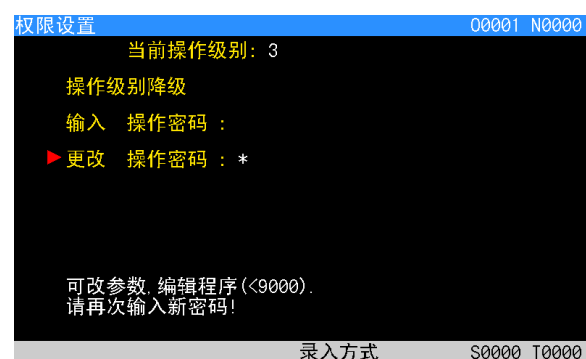 权限设置 O0001 N0000
当前操作级别: 3
操作级别降级
输入 操作密码 :
更改 操作密码 : *
可改参数, 编辑程序(<9000).
请再次输入新密码!
录入方式 S0000 T0000